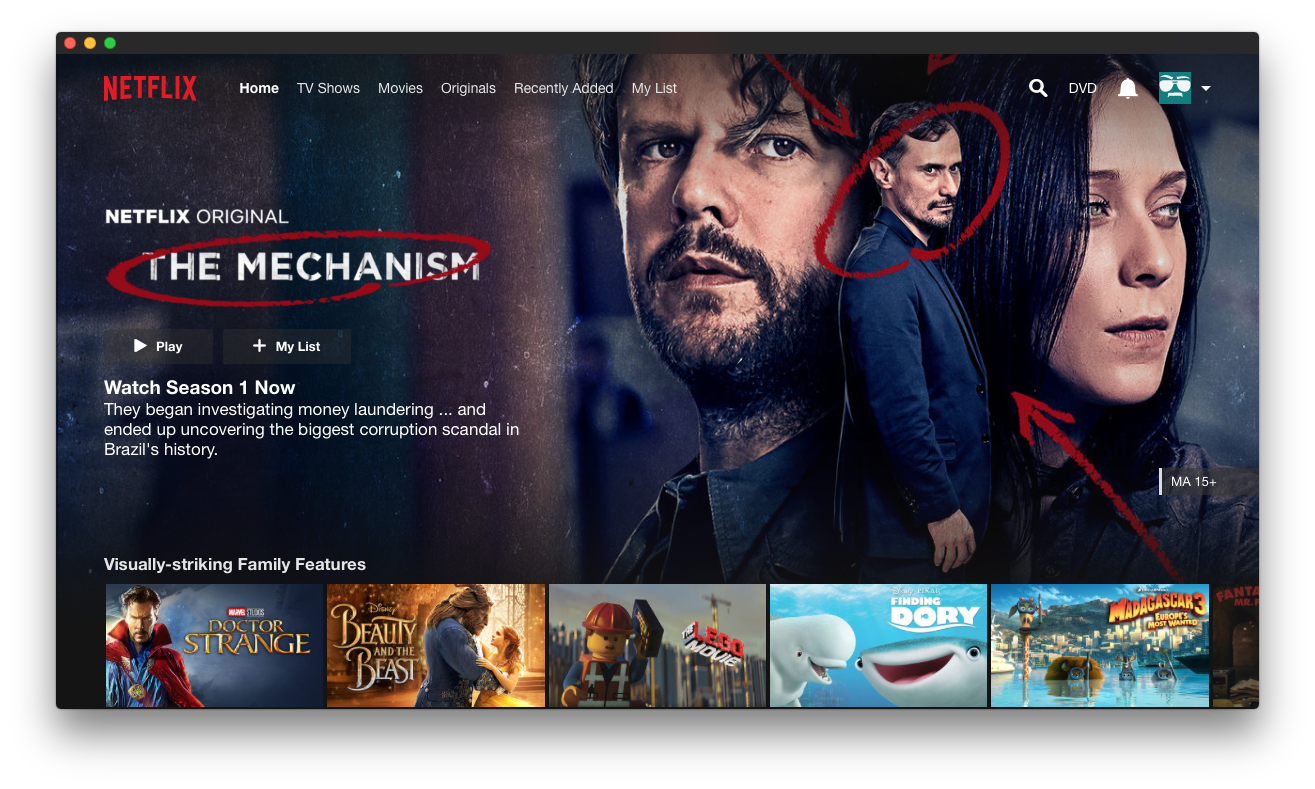 NETFLIX
Home TV Shows Movies Originals Recently Added My List
DVD
NETFLIX ORIGINAL
THE MECHANISM
Play
My List
Watch Season 1 Now
They began investigating money laundering ... and
ended up uncovering the biggest corruption scandal in
Brazil's history.
MA 15+
Visually-striking Family Features
MARVEL STUDIOS
DOCTOR
STRANGE
Disney
BEAUTY
AND THE
BEAST
THE LEGO
MOVIE
DISNEY PIXAR
FINDING
DORY
MADAGASCAR 3
EUROPE'S
MOST WANTED
FANTA
MR. F